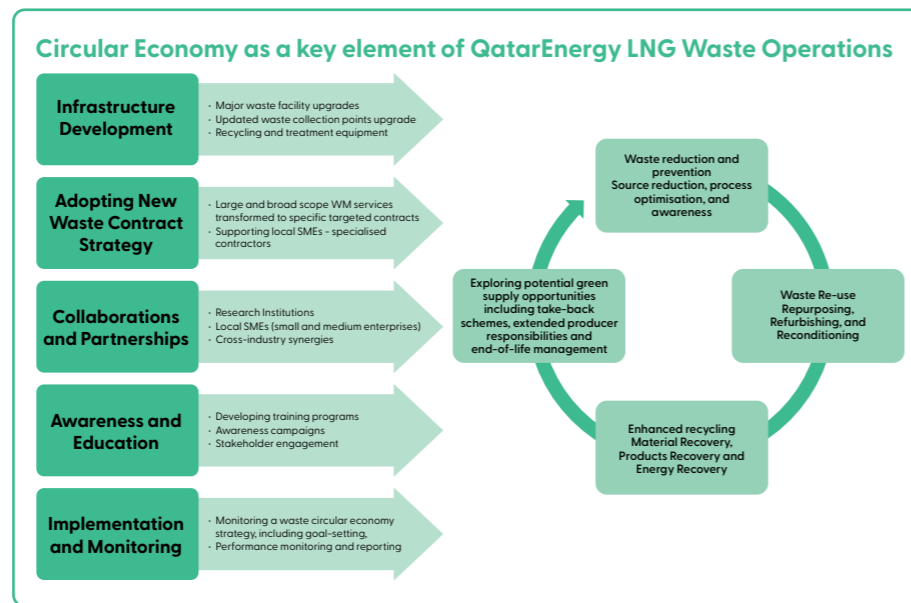 Circular Economy as a key element of QatarEnergy LNG Waste Operations
Infrastructure
Development
· Major waste facility upgrades
· Updated waste collection points upgrade
· Recycling and treatment equipment
Adopting New
Waste Contract
Strategy
· Large and broad scope WM services
transformed to specific targeted contracts
· Supporting local SMEs - specialised
contractors
Collaborations
and Partnerships
· Research Institutions
· Local SMEs (small and medium enterprises)
· Cross-industry synergies
Awareness and
Education
· Developing training programs
· Awareness campaigns
· Stakeholder engagement
Implementation
and Monitoring
· Monitoring a waste circular economy
strategy, including goal-setting,
· Performance monitoring and reporting
Waste reduction and
prevention
Source reduction, process
optimisation, and
awareness
Waste Re-use
Repurposing,
Refurbishing, and
Reconditioning
Enhanced recycling
Material Recovery,
Products Recovery and
Energy Recovery
Exploring potential green
supply opportunities
including take-back
schemes, extended producer
responsibilities and
end-of-life management